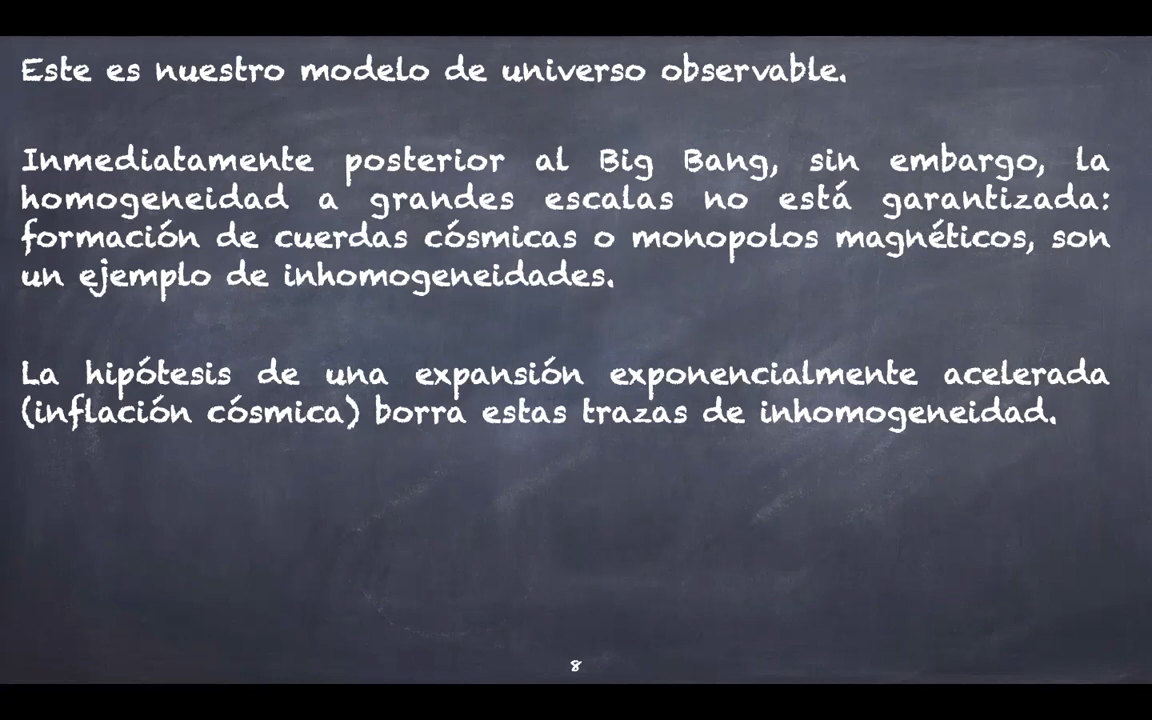 Este es nuestro modelo de universo observable.
Inmediatamente posterior al Big Bang, sin embargo, la
homogeneidad a grandes escalas no está garantizada:
formación de cuerdas cósmicas o monopolos magnéticos, son
un ejemplo de inhomogeneidades.
La hipótesis de una expansión exponencialmente acelerada
(inflación cósmica) borra estas trazas de inhomogeneidad.
8